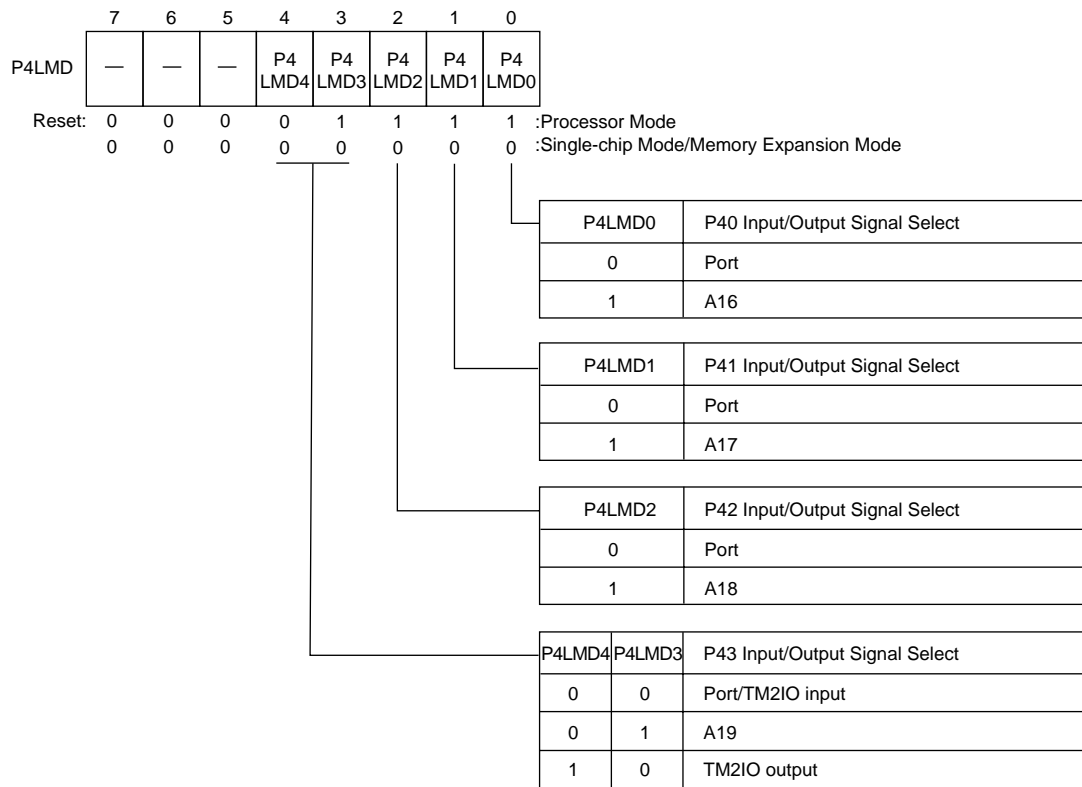 7 6 5 4 3 2 1 0
P4LMD — — — P4 LMD4 P4 LMD3 P4 LMD2 P4 LMD1 P4 LMD0
Reset: 0 0 0 0 1 1 1 1 :Processor Mode
0 0 0 0 0 0 0 0 :Single-chip Mode/Memory Expansion Mode
P4LMD0 P40 Input/Output Signal Select
0 Port
1 A16
P4LMD1 P41 Input/Output Signal Select
0 Port
1 A17
P4LMD2 P42 Input/Output Signal Select
0 Port
1 A18
P4LMD4 P4LMD3 P43 Input/Output Signal Select
0 0 Port/TM2IO input
0 1 A19
1 0 TM2IO output